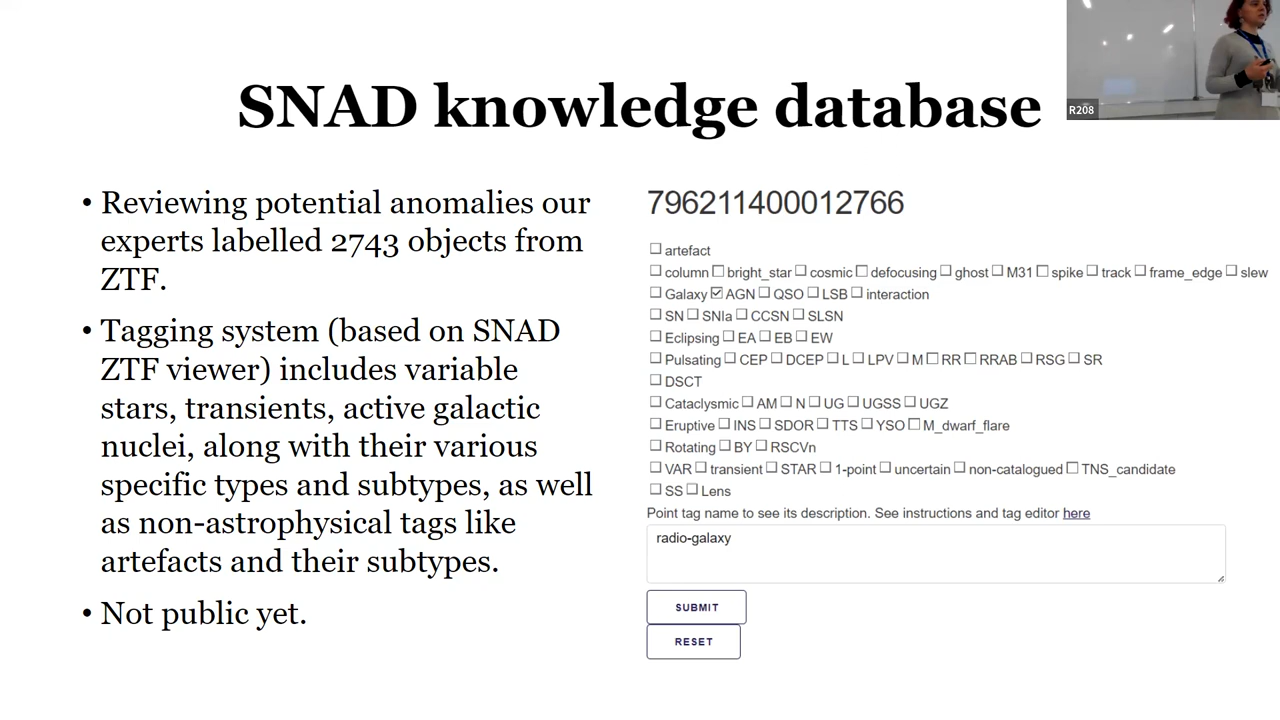 SNAD knowledge database
R208
• Reviewing potential anomalies our
experts labelled 2743 objects from
ZTF.
• Tagging system (based on SNAD
ZTF viewer) includes variable
stars, transients, active galactic
nuclei, along with their various
specific types and subtypes, as well
as non-astrophysical tags like
artefacts and their subtypes.
• Not public yet.
796211400012766
artefact
column bright_star cosmic defocusing ghost M31 spike track frame_edge slew
Galaxy AGN QSO LSB interaction
SN SNIa CCSN SLSN
Eclipsing EA EB EW
Pulsating CEP DCEP L LPV M RR RRAB RSG SR
DSCT
Cataclysmic AM N UG UGSS UGZ
Eruptive INS SDOR TTS YSO M_dwarf_flare
Rotating BY RSCVn
VAR transient STAR 1-point uncertain non-catalogued TNS_candidate
SS Lens
Point tag name to see its description. See instructions and tag editor here
radio-galaxy
SUBMIT
RESET